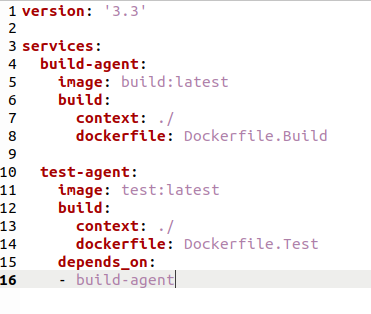 1 version: '3.3'
2
3 services:
4   build-agent:
5     image: build:latest
6     build:
7       context: ./
8       dockerfile: Dockerfile.Build
9
10   test-agent:
11     image: test:latest
12     build:
13       context: ./
14       dockerfile: Dockerfile.Test
15     depends_on:
16     - build-agent